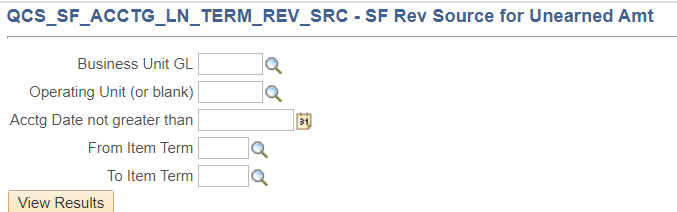 QCS_SF_ACCTG_LN_TERM_REV_SRC - SF Rev Source for Unearned Amt
Business Unit GL
Operating Unit (or blank)
Acctg Date not greater than
31
From Item Term
To Item Term
View Results